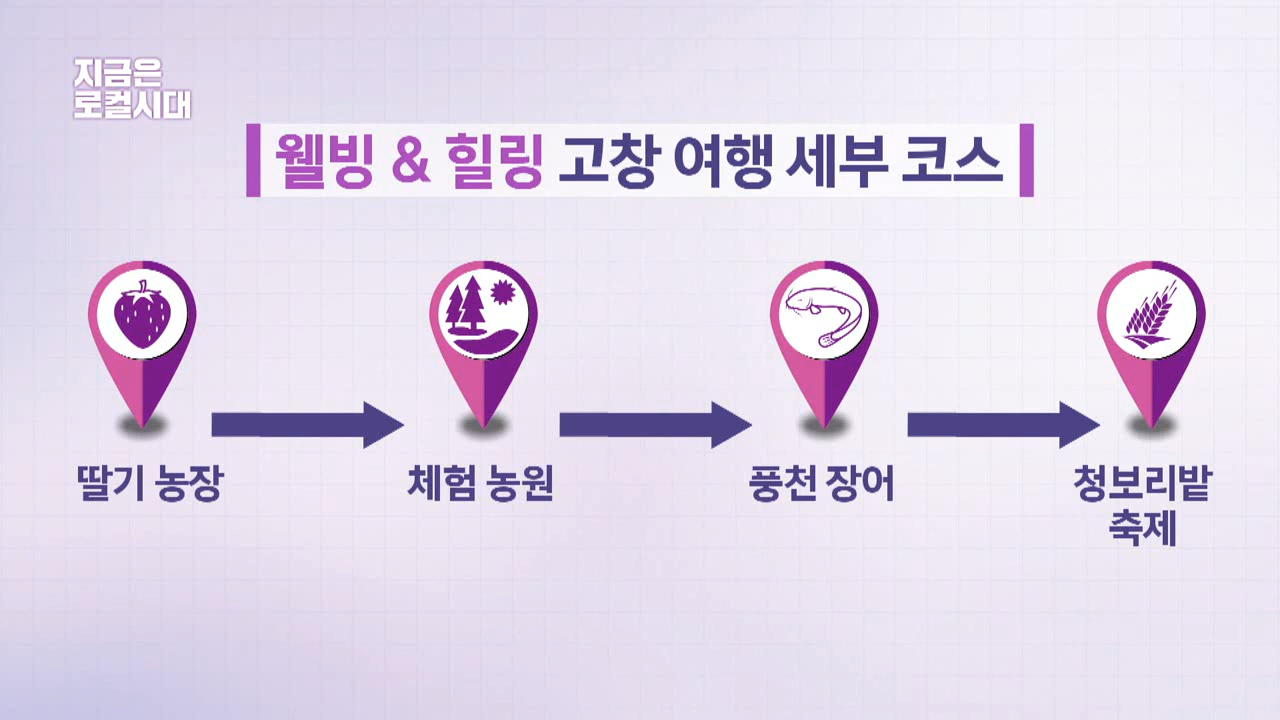 지금은
로컬시대
웰빙 & 힐링 고창 여행 세부 코스
딸기 농장
체험 농원
풍천 장어
청보리밭
축제